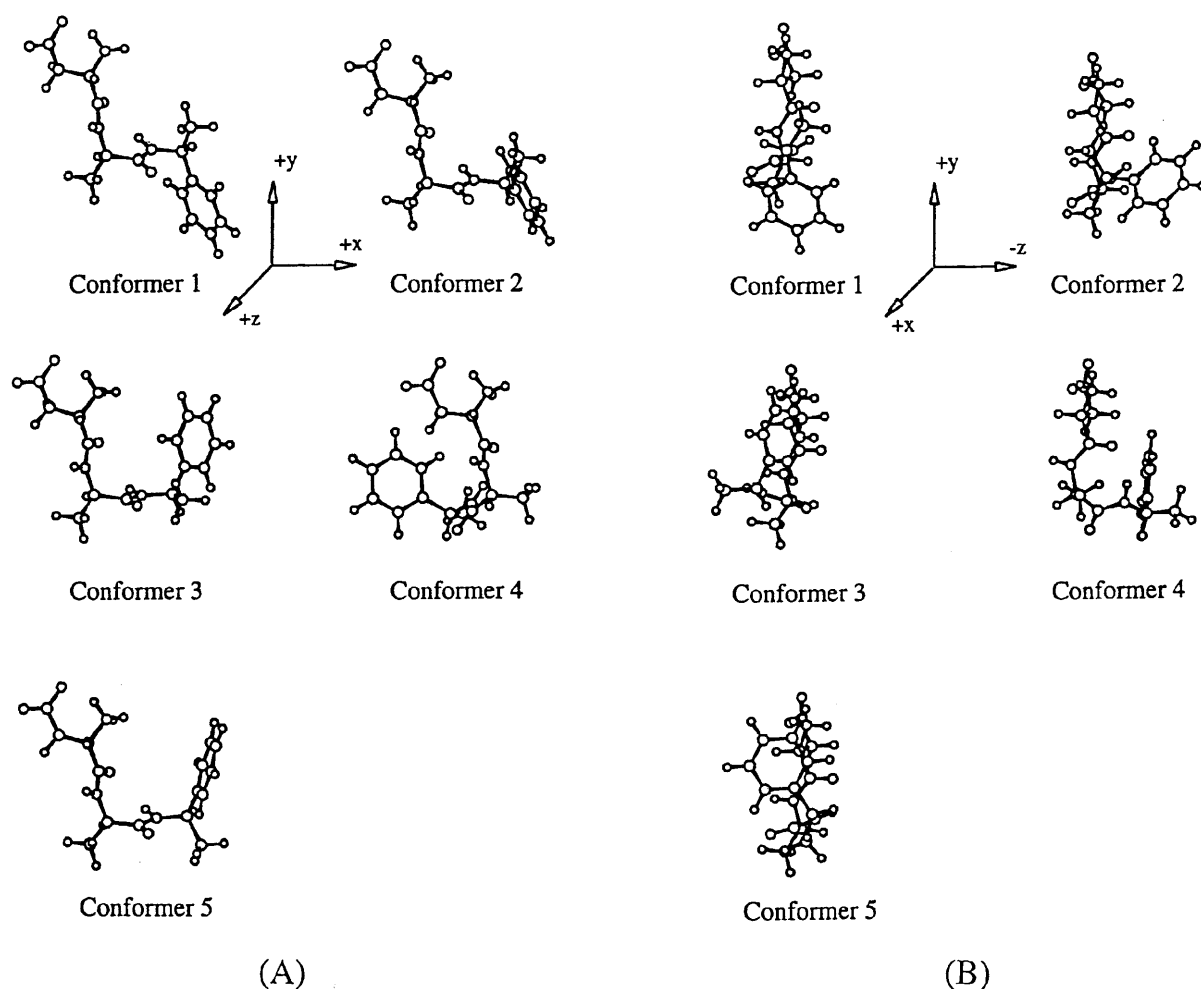 +y
+x
+z
Conformer 1
Conformer 2
+y
-z
+x
Conformer 1
Conformer 2
Conformer 3
Conformer 4
Conformer 3
Conformer 4
Conformer 5
Conformer 5
(A)
(B)